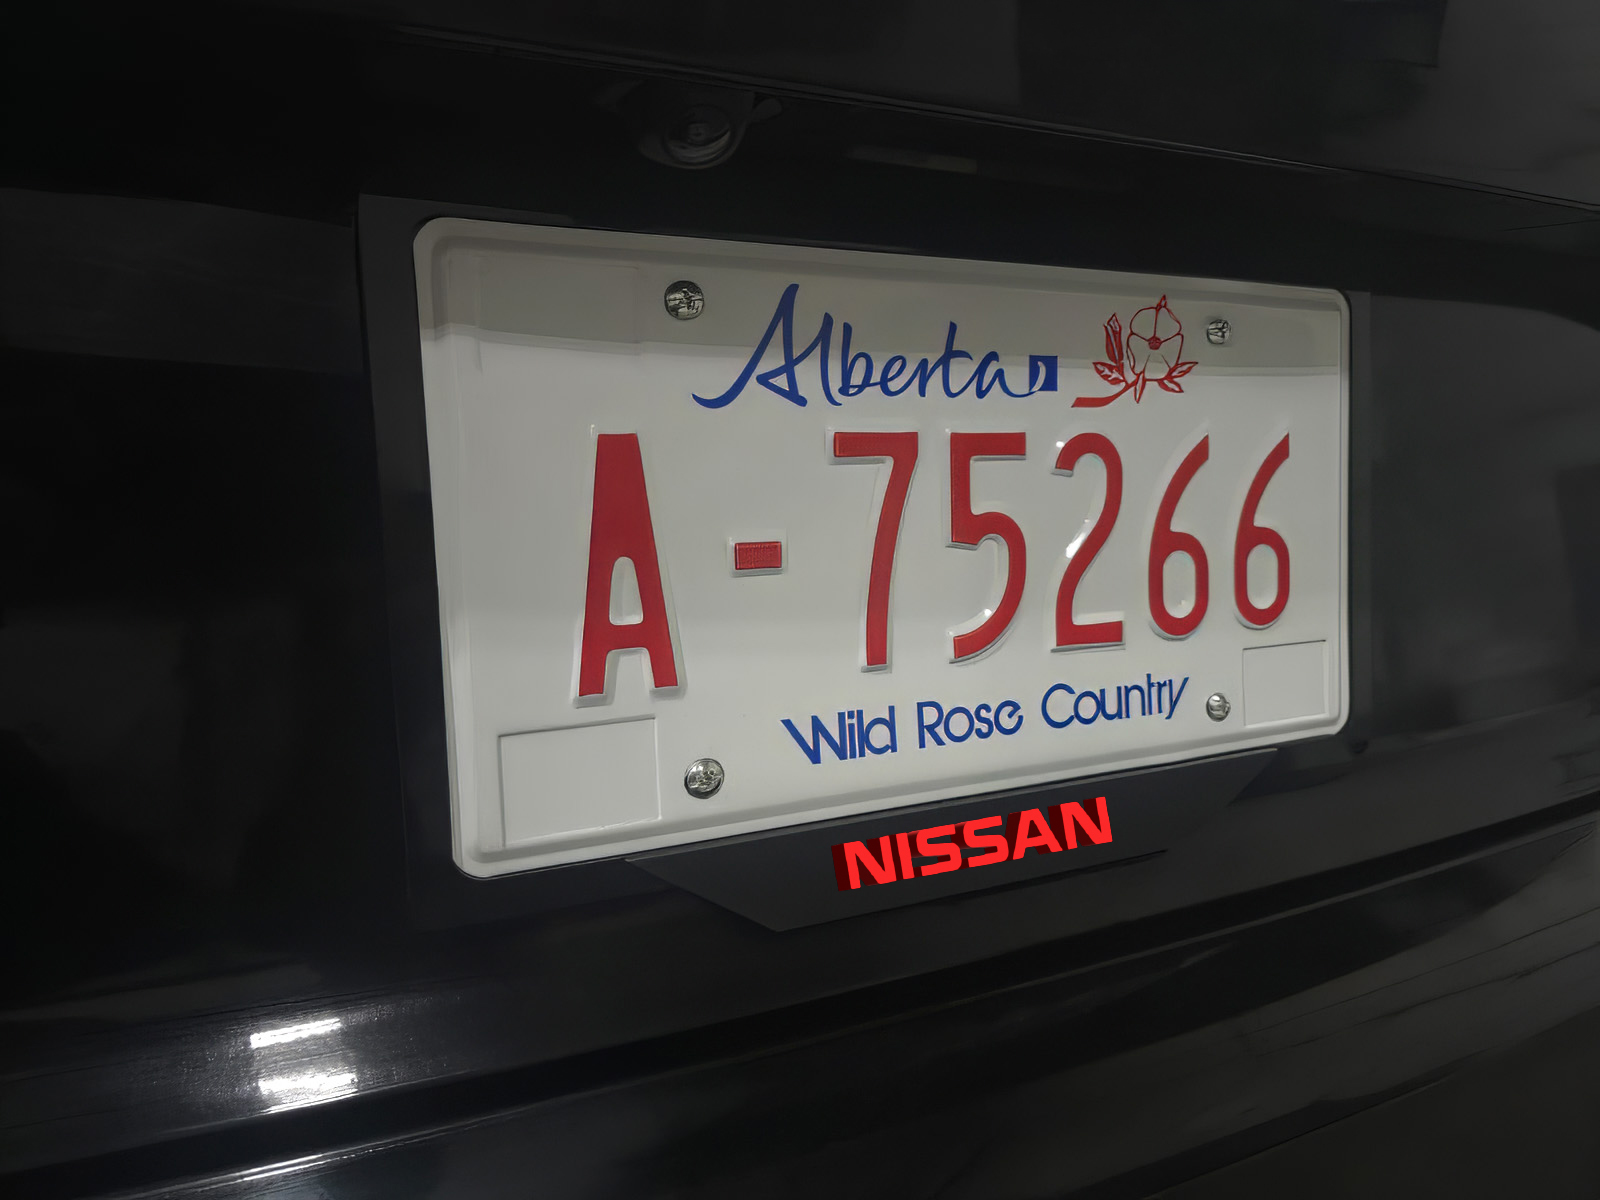 Alberta
A-75266
Wild Rose Country
NISSAN